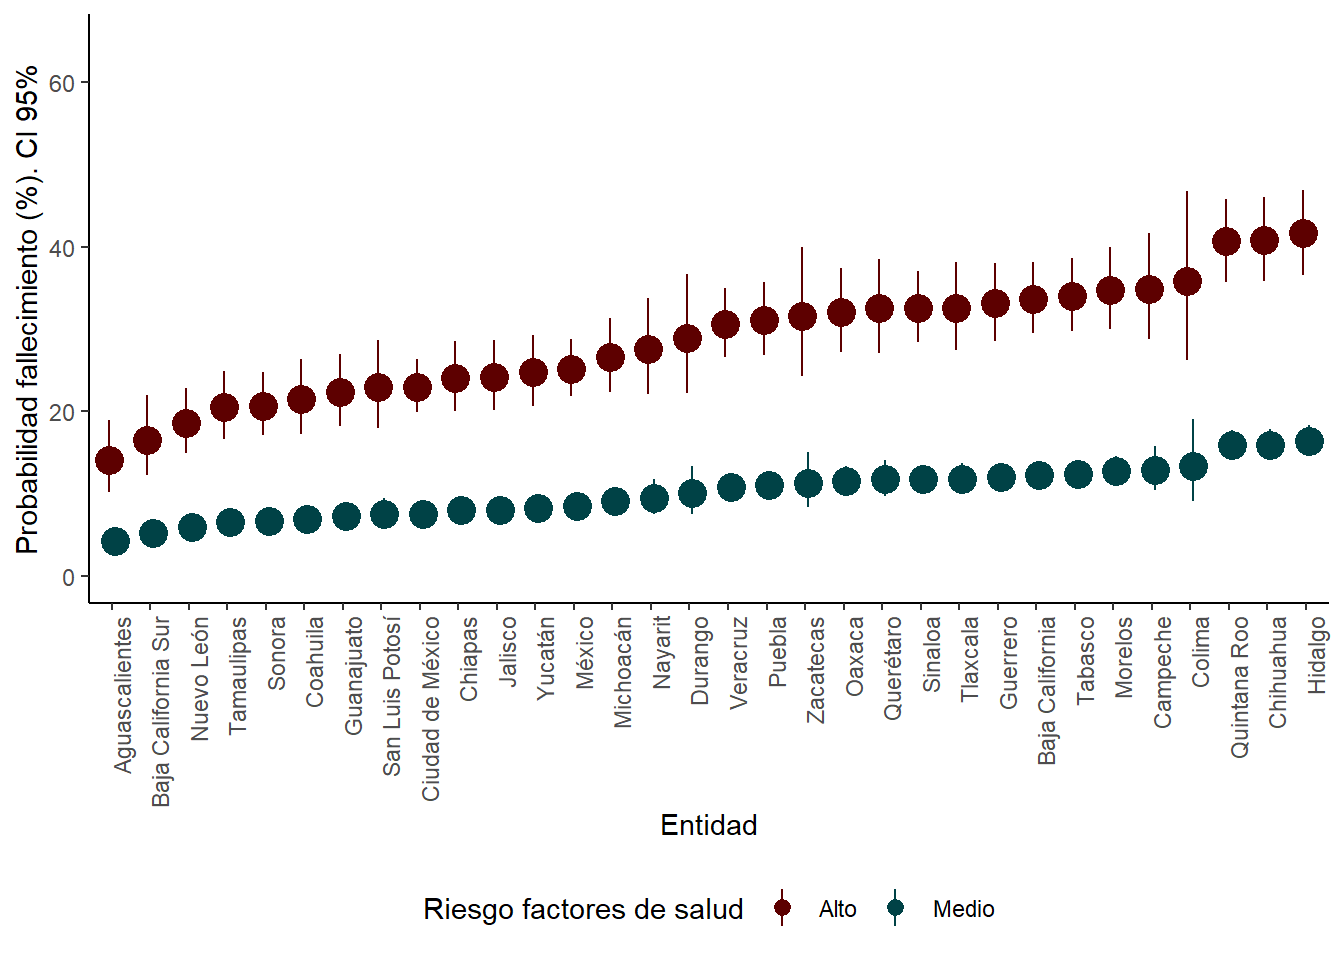 Probabilidad fallecimiento (%). CI 95%
60
40
20
0
Aguascalientes
Baja California Sur
Nuevo León
Tamaulipas
Sonora
Coahuila
Guanajuato
San Luis Potosí
Ciudad de México
Chiapas
Jalisco
Yucatán
México
Michoacán
Nayarit
Durango
Veracruz
Puebla
Zacatecas
Oaxaca
Querétaro
Sinaloa
Tlaxcala
Guerrero
Baja California
Tabasco
Morelos
Campeche
Colima
Quintana Roo
Chihuahua
Hidalgo
Entidad
Riesgo factores de salud Alto Medio